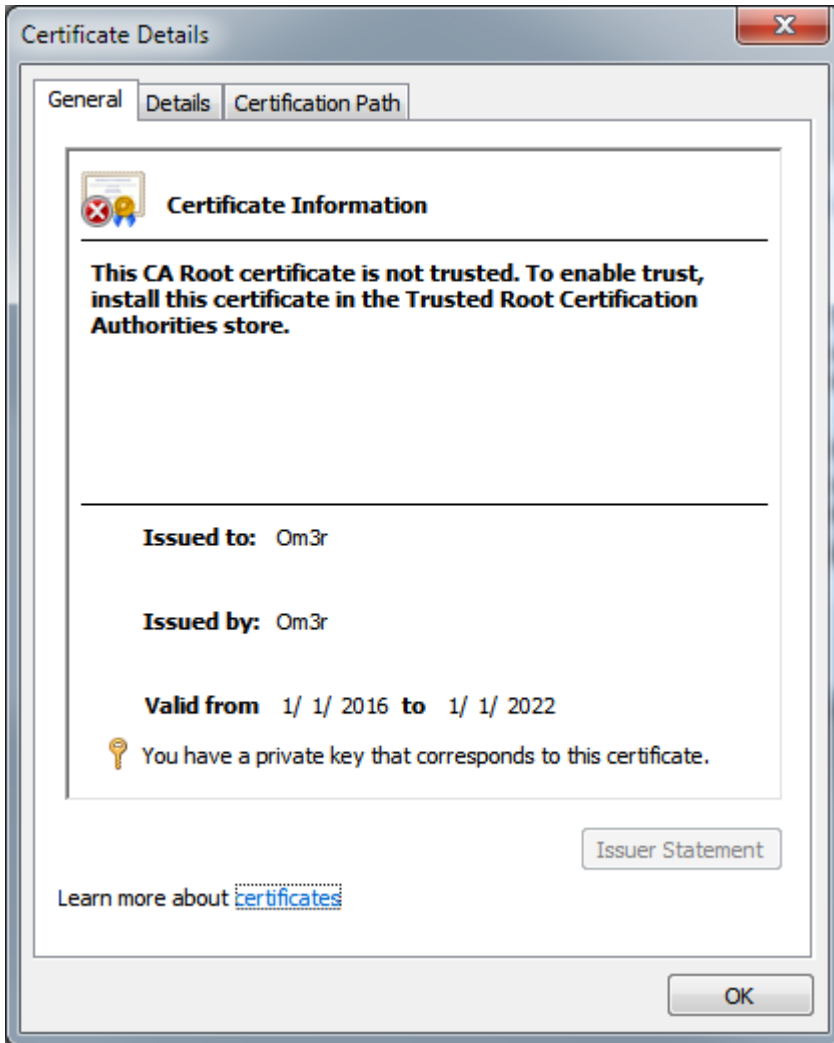 Certificate Details
General Details Certification Path
Certificate Information
This CA Root certificate is not trusted. To enable trust,
install this certificate in the Trusted Root Certification
Authorities store.
Issued to: Om3r
Issued by: Om3r
Valid from 1/ 1/ 2016 to 1/ 1/ 2022
You have a private key that corresponds to this certificate.
Issuer Statement
Learn more about certificates
OK